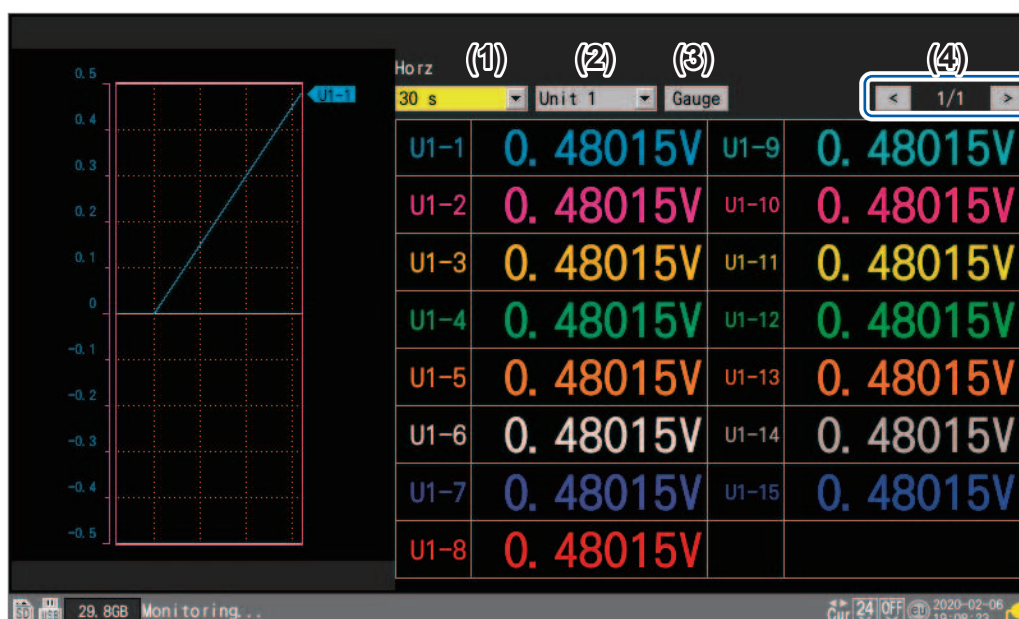 (1) (2) (3) (4)
Horz
30 s Unit 1 Gauge < 1/1 >
0.5
0.4
0.3
0.2
0.1
0
-0.1
-0.2
-0.3
-0.4
-0.5
U1-1
U1-1 0. 48015V U1-9 0. 48015V
U1-2 0. 48015V U1-10 0. 48015V
U1-3 0. 48015V U1-11 0. 48015V
U1-4 0. 48015V U1-12 0. 48015V
U1-5 0. 48015V U1-13 0. 48015V
U1-6 0. 48015V U1-14 0. 48015V
U1-7 0. 48015V U1-15 0. 48015V
U1-8 0. 48015V
SD USB 29. 8GB Monitoring... Cur 24 OFF 2020-02-06